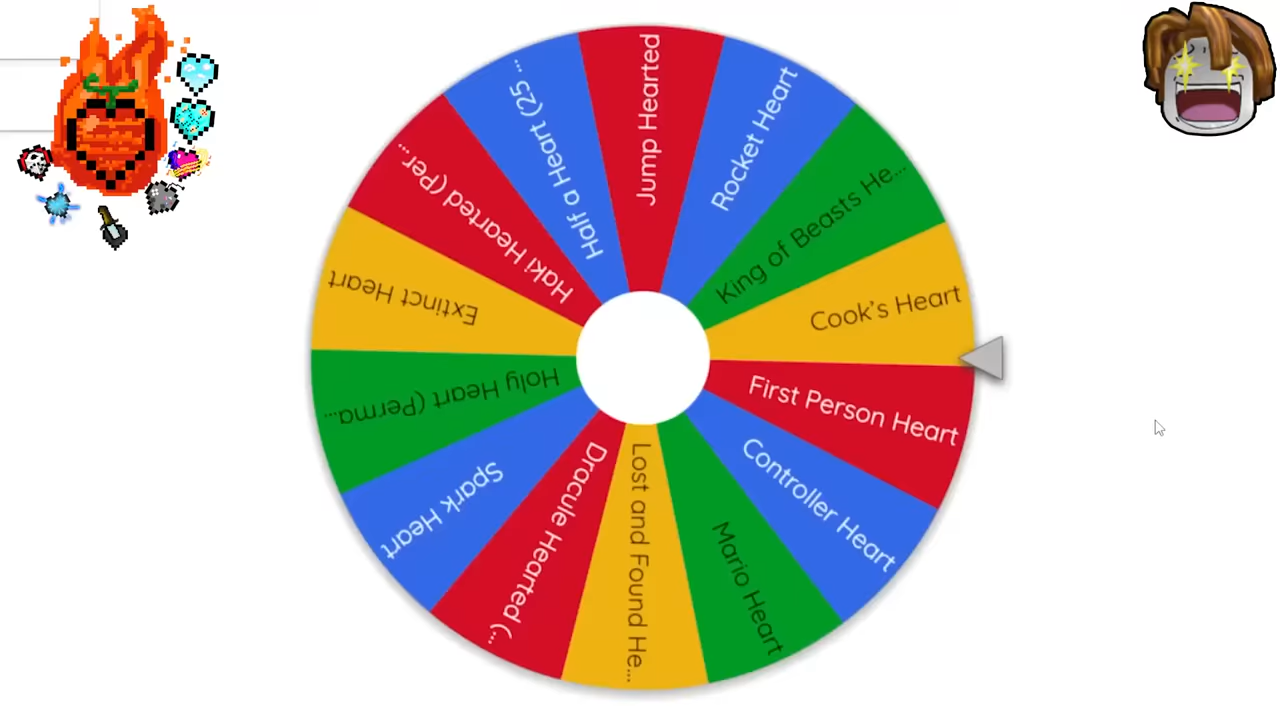 Jump Hearted
Rocket Heart
King of Beasts He...
Cook's Heart
First Person Heart
Controller Heart
Mario Heart
Lost and Found He...
Dracule Hearted (...
Spark Heart
Holy Heart (Perma...
Extinct Heart
Haki Hearted (Per...
Half a Heart (25 ...